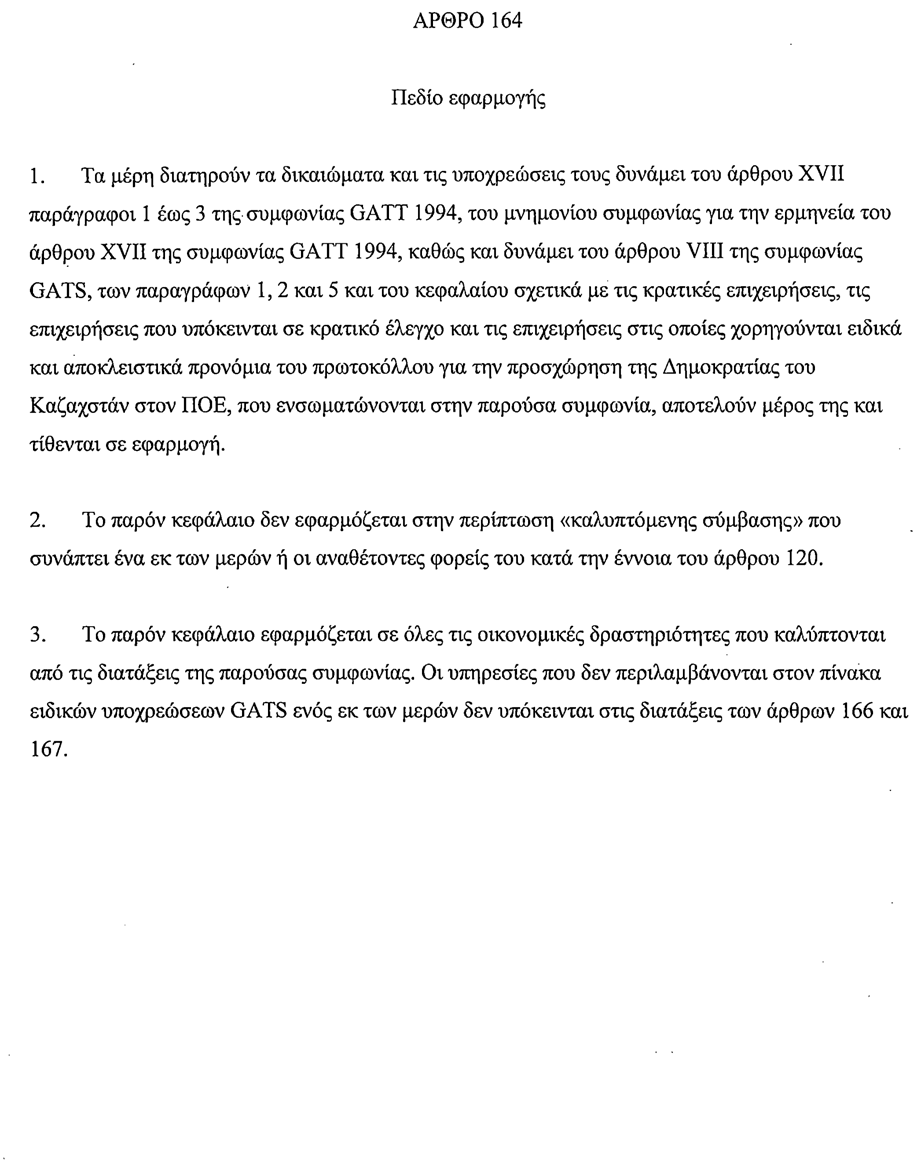 ΑΡΘΡΟ 164
Πεδίο εφαρμογής
1. Τα μέρη διατηρούν τα δικαιώματα και τις υποχρεώσεις τους δυνάμει του άρθρου XVII
παράγραφοι 1 έως 3 της συμφωνίας GATT 1994, του μνημονίου συμφωνίας για την ερμηνεία του
άρθρου XVII της συμφωνίας GATT 1994, καθώς και δυνάμει του άρθρου VIII της συμφωνίας
GATS, των παραγράφων 1, 2 και 5 και του κεφαλαίου σχετικά με τις κρατικές επιχειρήσεις, τις
επιχειρήσεις που υπόκεινται σε κρατικό έλεγχο και τις επιχειρήσεις στις οποίες χορηγούνται ειδικά
και αποκλειστικά προνόμια του πρωτοκόλλου για την προσχώρηση της Δημοκρατίας του
Καζαχστάν στον ΠΟΕ, που ενσωματώνονται στην παρούσα συμφωνία, αποτελούν μέρος της και
τίθενται σε εφαρμογή.
2. Το παρόν κεφάλαιο δεν εφαρμόζεται στην περίπτωση «καλυπτόμενης σύμβασης» που
συνάπτει ένα εκ των μερών ή οι αναθέτοντες φορείς του κατά την έννοια του άρθρου 120.
3. Το παρόν κεφάλαιο εφαρμόζεται σε όλες τις οικονομικές δραστηριότητες που καλύπτονται
από τις διατάξεις της παρούσας συμφωνίας. Οι υπηρεσίες που δεν περιλαμβάνονται στον πίνακα
ειδικών υποχρεώσεων GATS ενός εκ των μερών δεν υπόκεινται στις διατάξεις των άρθρων 166 και
167.